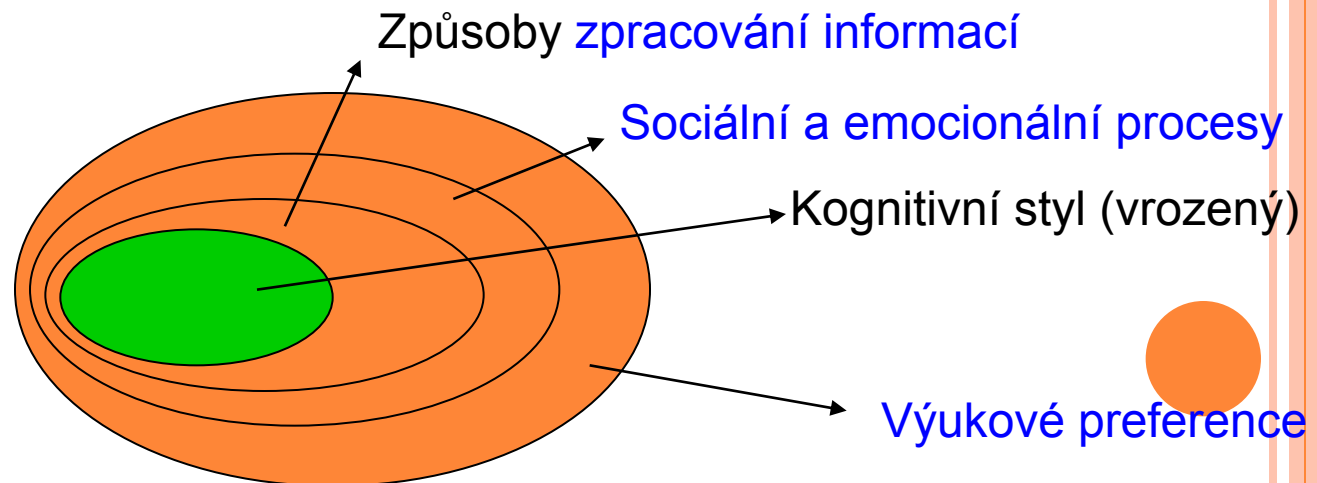 Způsoby zpracování informací
Sociální a emocionální procesy
Kognitivní styl (vrozený)
Výukové preference